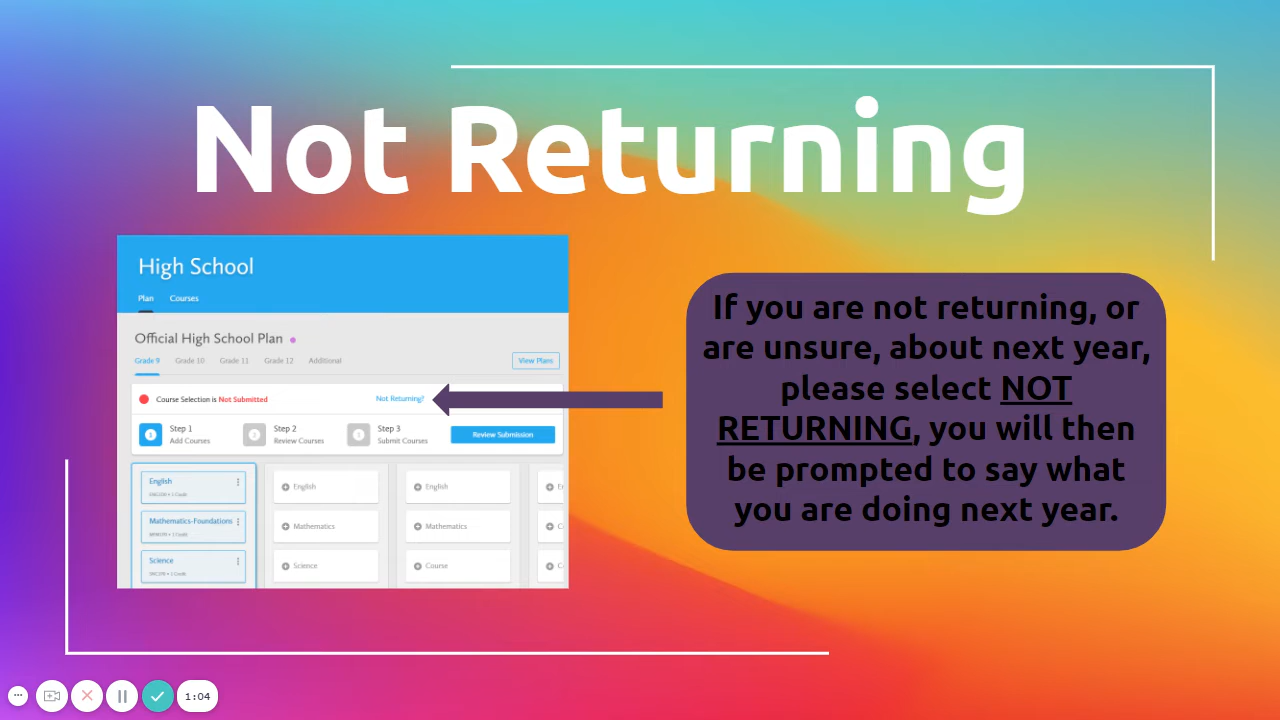 Not Returning
High School
Plan Courses
Official High School Plan
Grade 9 Grade 10 Grade 11 Grade 12 Additional View Plans
Course Selection is Not Submitted Not Returning?
Step 1 Step 2 Step 3
Add Courses Review Courses Submit Courses Review Submission
English English English
Mathematics-Foundations Mathematics Mathematics
Science Science Course
If you are not returning, or
are unsure, about next year,
please select NOT
RETURNING, you will then
be prompted to say what
you are doing next year.
1:04